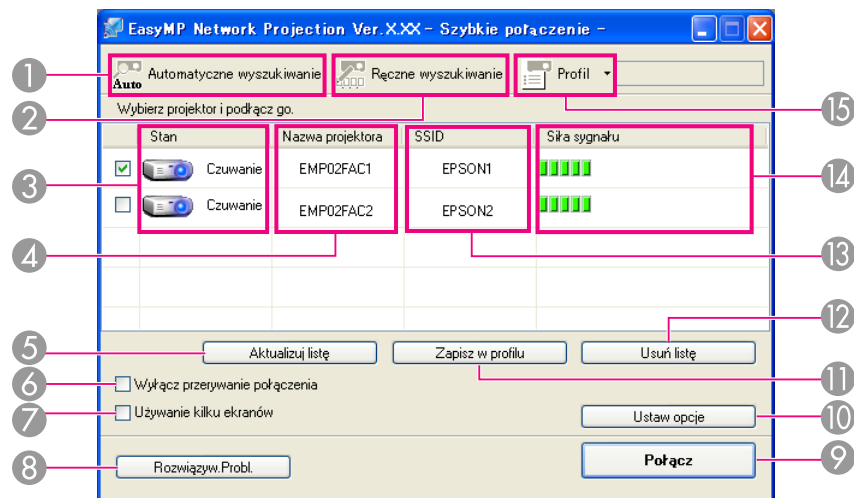 EasyMP Network Projection Ver.X.XX - Szybkie połączenie -
1 Auto Automatyczne wyszukiwanie Ręczne wyszukiwanie Profil
2 Wybierz projektor i podłącz go. 15
Stan Nazwa projektora SSID Siła sygnału
3 Czuwanie EMP02FAC1 EPSON1 14
Czuwanie EMP02FAC2 EPSON2
4 13
12
5 Aktualizuj listę Zapisz w profilu Usuń listę
6 Wyłącz przerywanie połączenia 11
7 Używanie kilku ekranów Ustaw opcje 10
8 Rozwiązyw.Probl. Połącz 9